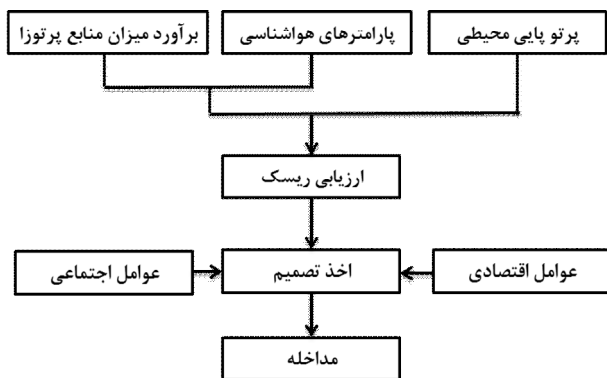 پرتو پایی محیطی
پارامترهای هواشناسی
برآورد میزان منابع پرتوزا
ارزیابی ریسک
عوامل اقتصادی
اخذ تصمیم
عوامل اجتماعی
مداخله